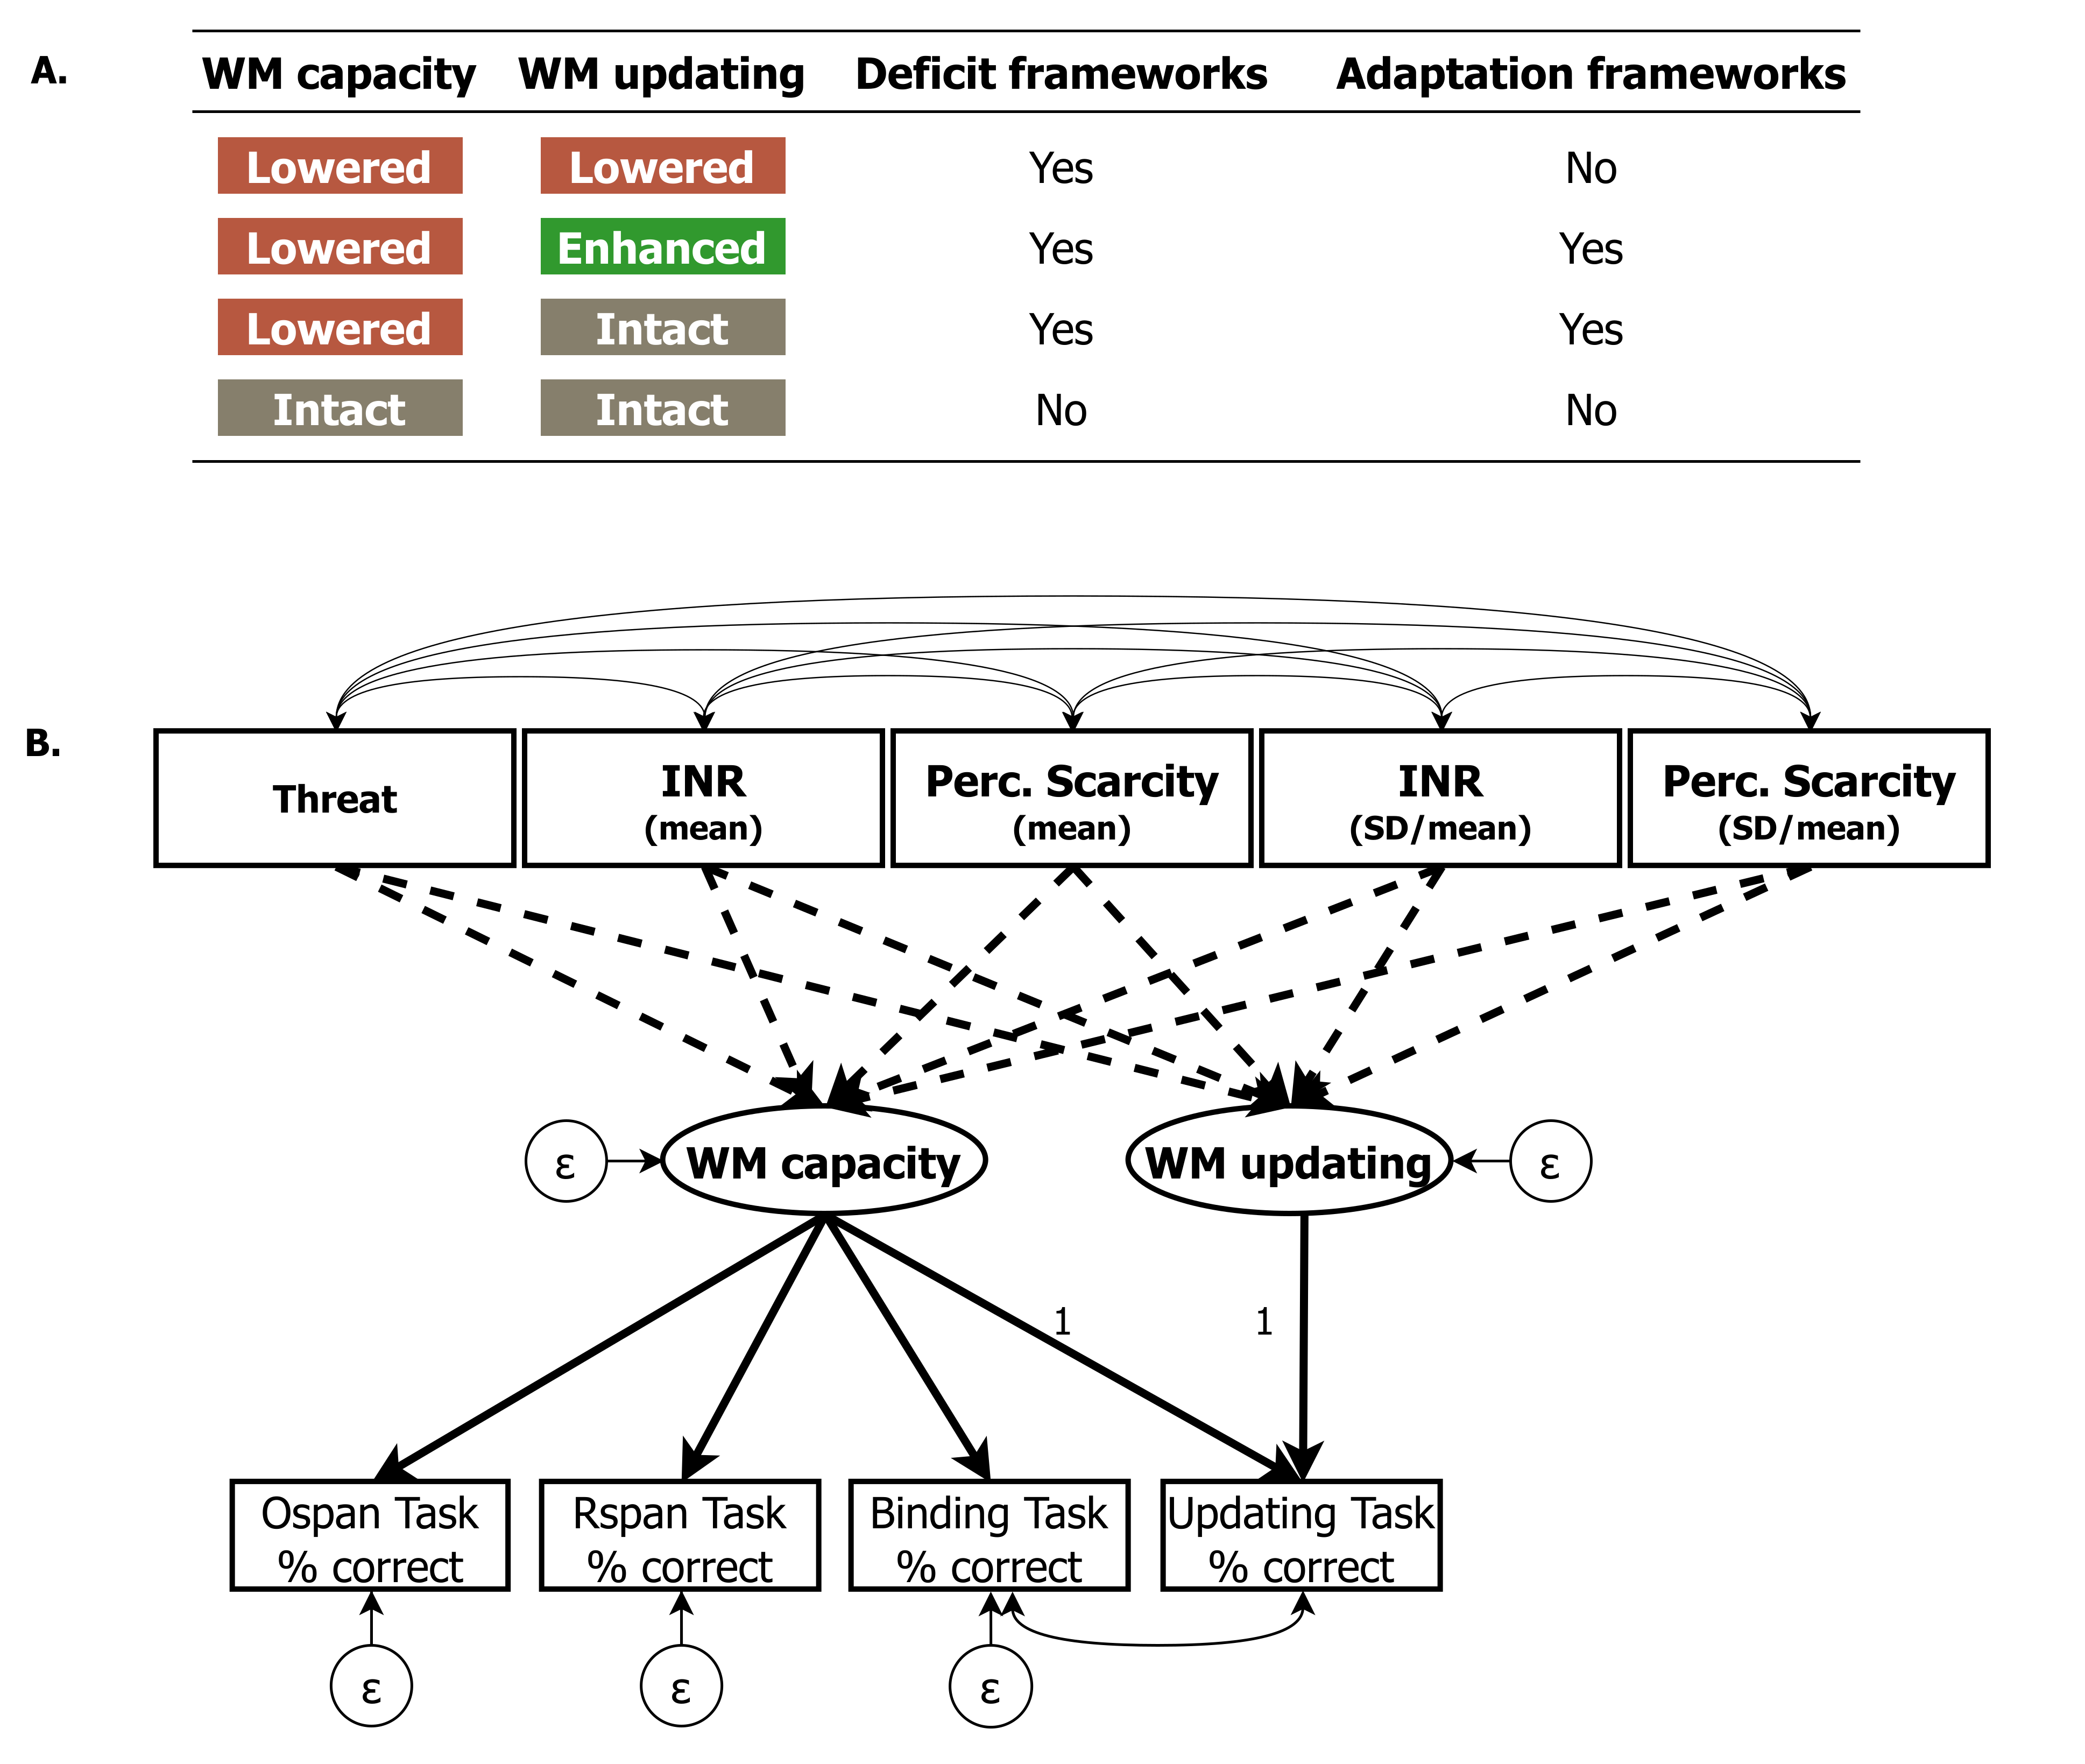 A.
WM capacity WM updating Deficit frameworks Adaptation frameworks
Lowered Lowered Yes No
Lowered Enhanced Yes Yes
Lowered Intact Yes Yes
Intact Intact No No
B.
Threat
INR
(mean)
Perc. Scarcity
(mean)
INR
(SD/mean)
Perc. Scarcity
(SD/mean)
ε WM capacity WM updating ε
1 1
Ospan Task
% correct
Rspan Task
% correct
Binding Task
% correct
Updating Task
% correct
ε ε ε